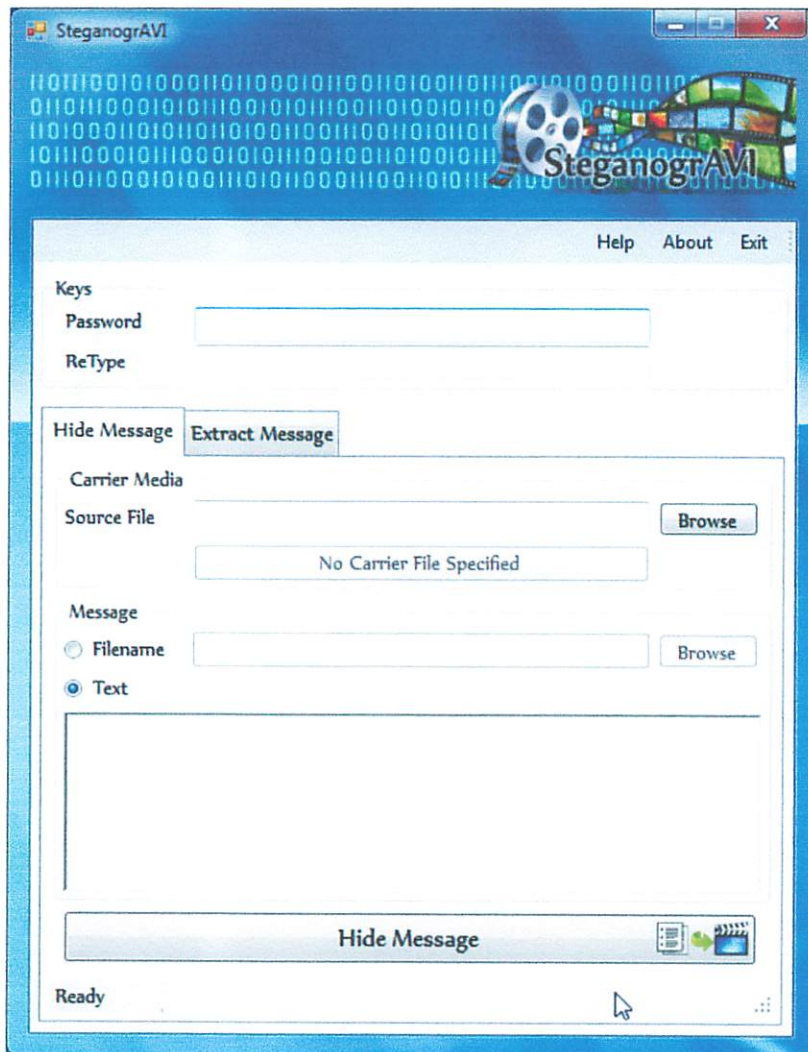 SteganogrAVI
SteganogrAVI
Help About Exit
Keys
Password
ReType
Hide Message Extract Message
Carrier Media
Source File Browse
No Carrier File Specified
Message
Filename Browse
Text
Hide Message
Ready